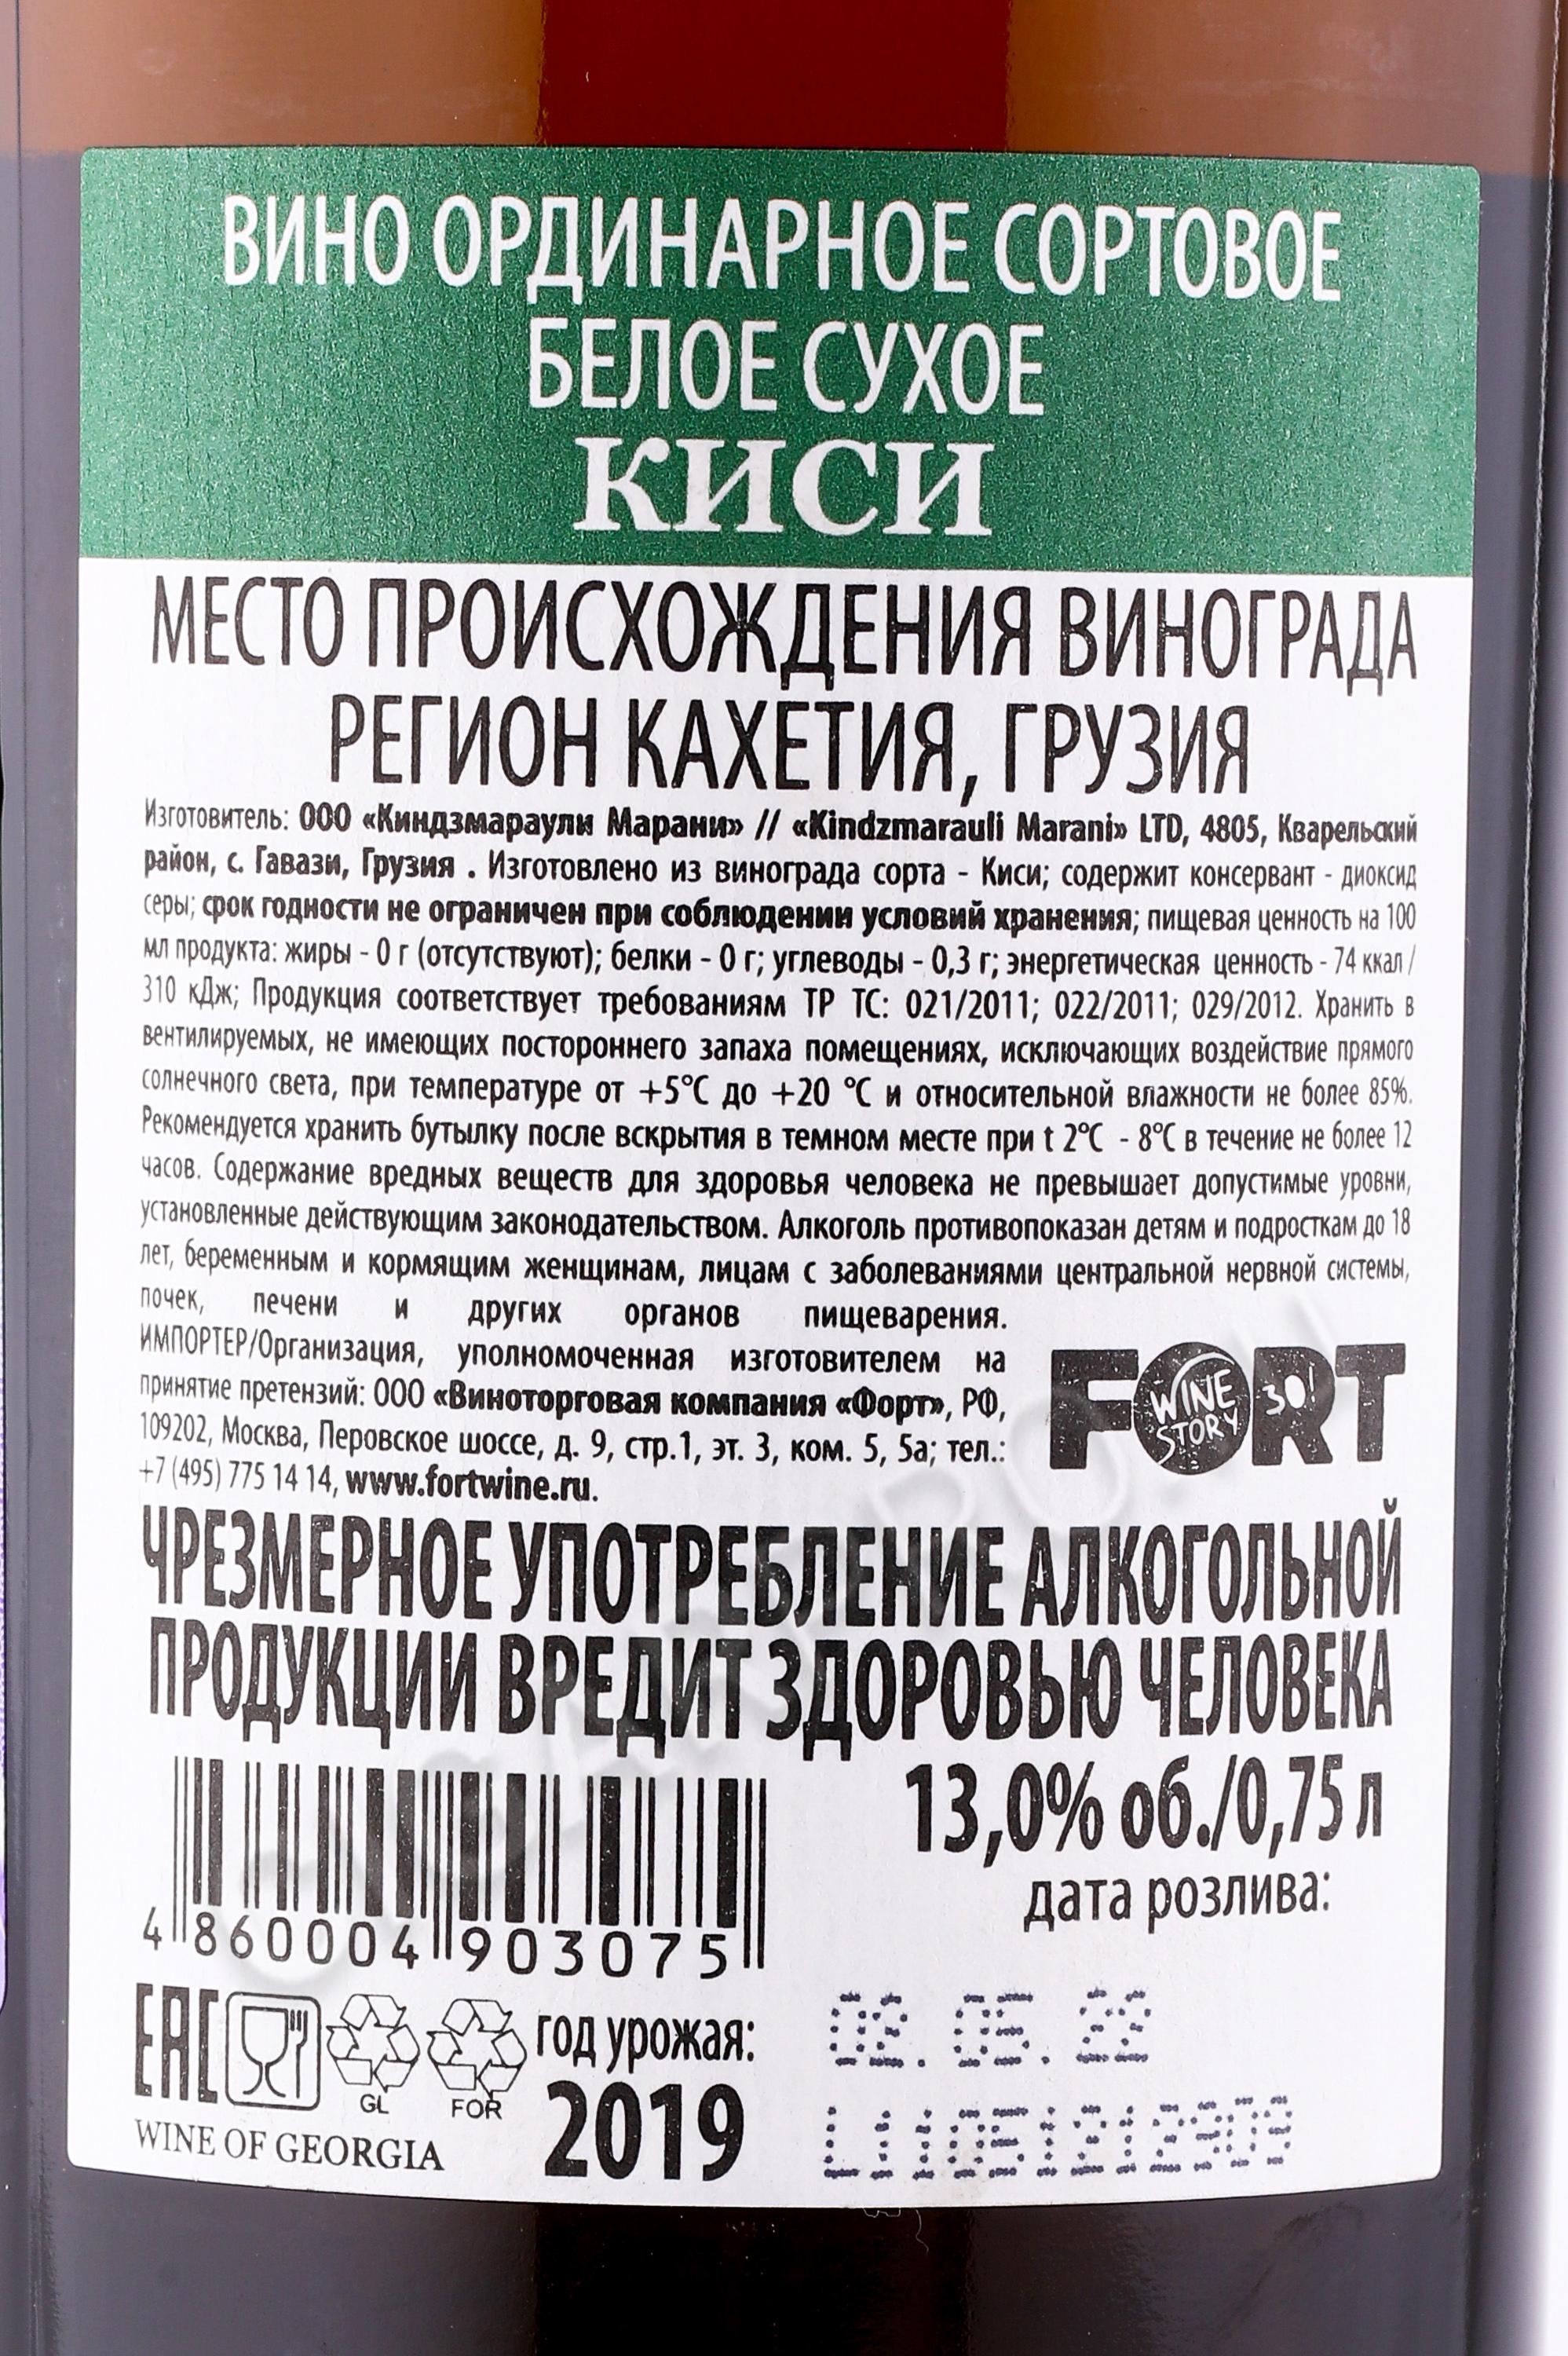 ВИНО ОРДИНАРНОЕ СОРТОВОЕ
БЕЛОЕ СУХОЕ
КИСИ
МЕСТО ПРОИСХОЖДЕНИЯ ВИНОГРАДА
РЕГИОН КАХЕТИЯ, ГРУЗИЯ
Изготовитель: ООО «Киндзмараули Марани» // «Kindzmarauli Marani» LTD, 4805, Кварельский
район, с. Гавази, Грузия . Изготовлено из винограда сорта - Киси; содержит консервант - диоксид
серы; срок годности не ограничен при соблюдении условий хранения; пищевая ценность на 100
мл продукта: жиры - 0 г (отсутствуют); белки - 0 г; углеводы - 0,3 г; энергетическая ценность - 74 ккал /
310 кДж; Продукция соответствует требованиям ТР ТС: 021/2011; 022/2011; 029/2012. Хранить в
вентилируемых, не имеющих постороннего запаха помещениях, исключающих воздействие прямого
солнечного света, при температуре от +5°C до +20 °C и относительной влажности не более 85%.
Рекомендуется хранить бутылку после вскрытия в темном месте при t 2°C - 8°C в течение не более 12
часов. Содержание вредных веществ для здоровья человека не превышает допустимые уровни,
установленные действующим законодательством. Алкоголь противопоказан детям и подросткам до 18
лет, беременным и кормящим женщинам, лицам с заболеваниями центральной нервной системы,
почек, печени и других органов пищеварения.
ИМПОРТЕР/Организация, уполномоченная изготовителем на
принятие претензий: ООО «Виноторговая компания «Форт», РФ,
109202, Москва, Перовское шоссе, д. 9, стр.1, эт. 3, ком. 5, 5а; тел.:
+7 (495) 775 14 14, www.fortwine.ru.
FORT
WINE STORY 30!
ЧРЕЗМЕРНОЕ УПОТРЕБЛЕНИЕ АЛКОГОЛЬНОЙ
ПРОДУКЦИИ ВРЕДИТ ЗДОРОВЬЮ ЧЕЛОВЕКА
13,0% об./0,75 л
дата розлива:
4 860004 903075
EAC
GL
FOR
год урожая:
2019
WINE OF GEORGIA